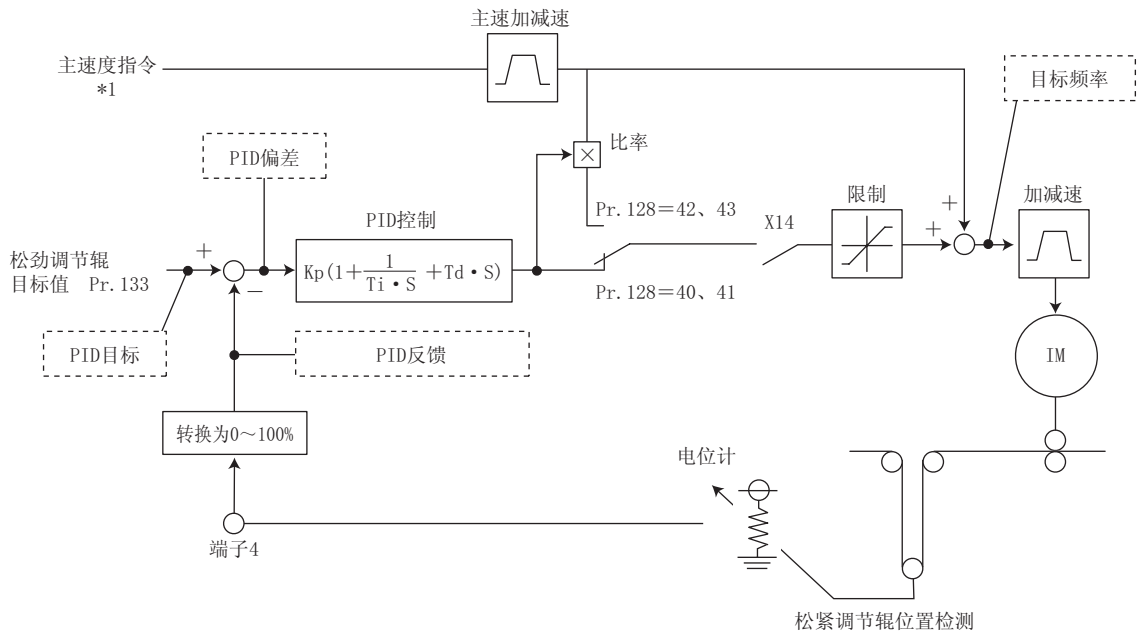 主速加减速
主速度指令
*1
目标频率
比率
PID偏差
×
Pr.128＝42、43
X14
限制
加减速
PID控制
+
+
松劲调节辊
目标值 Pr.133
+
−
Kp(1+ 1/Ti・S +Td・S)
Pr.128＝40、41
PID目标
PID反馈
IM
转换为0～100%
电位计
端子4
松紧调节辊位置检测